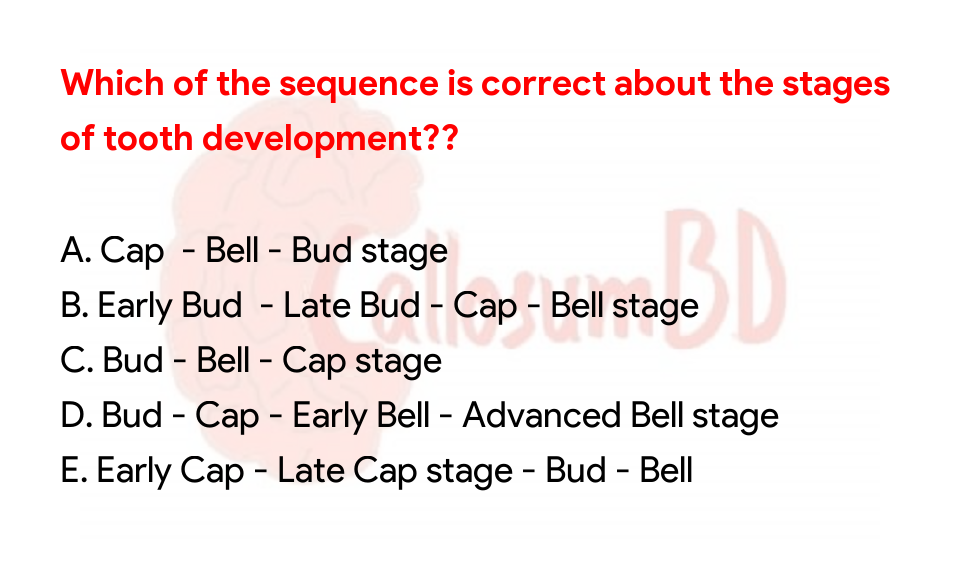 Which of the sequence is correct about the stages
of tooth development??
A. Cap - Bell - Bud stage
B. Early Bud - Late Bud - Cap - Bell stage
C. Bud - Bell - Cap stage
D. Bud - Cap - Early Bell - Advanced Bell stage
E. Early Cap - Late Cap stage - Bud - Bell
CallosumBD